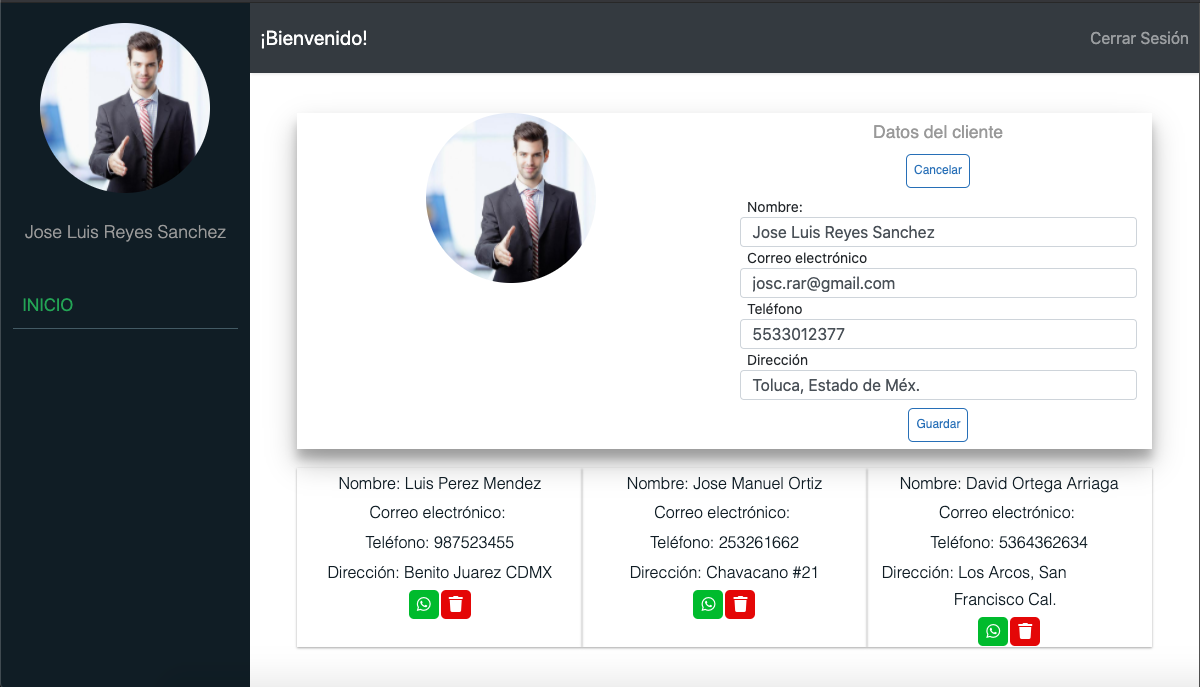 ¡Bienvenido!
Cerrar Sesión
Jose Luis Reyes Sanchez
INICIO
Datos del cliente
Cancelar
Nombre:
Jose Luis Reyes Sanchez
Correo electrónico
josc.rar@gmail.com
Teléfono
5533012377
Dirección
Toluca, Estado de Méx.
Guardar
Nombre: Luis Perez Mendez
Correo electrónico:
Teléfono: 987523455
Dirección: Benito Juarez CDMX
Nombre: Jose Manuel Ortiz
Correo electrónico:
Teléfono: 253261662
Dirección: Chavacano #21
Nombre: David Ortega Arriaga
Correo electrónico:
Teléfono: 5364362634
Dirección: Los Arcos, San
Francisco Cal.